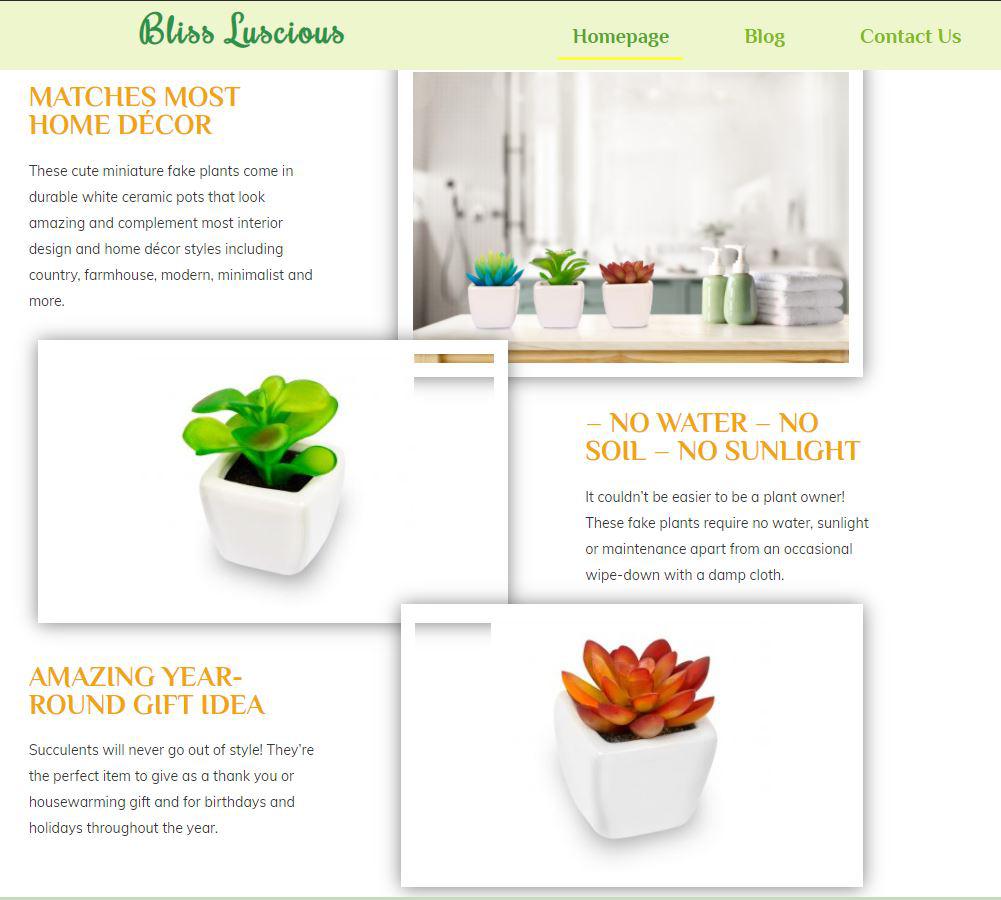 Bliss Luscious
Homepage
Blog
Contact Us
MATCHES MOST
HOME DÉCOR
These cute miniature fake plants come in
durable white ceramic pots that look
amazing and complement most interior
design and home décor styles including
country, farmhouse, modern, minimalist and
more.
– NO WATER – NO
SOIL – NO SUNLIGHT
It couldn’t be easier to be a plant owner!
These fake plants require no water, sunlight
or maintenance apart from an occasional
wipe-down with a damp cloth.
AMAZING YEAR-
ROUND GIFT IDEA
Succulents will never go out of style! They’re
the perfect item to give as a thank you or
housewarming gift and for birthdays and
holidays throughout the year.